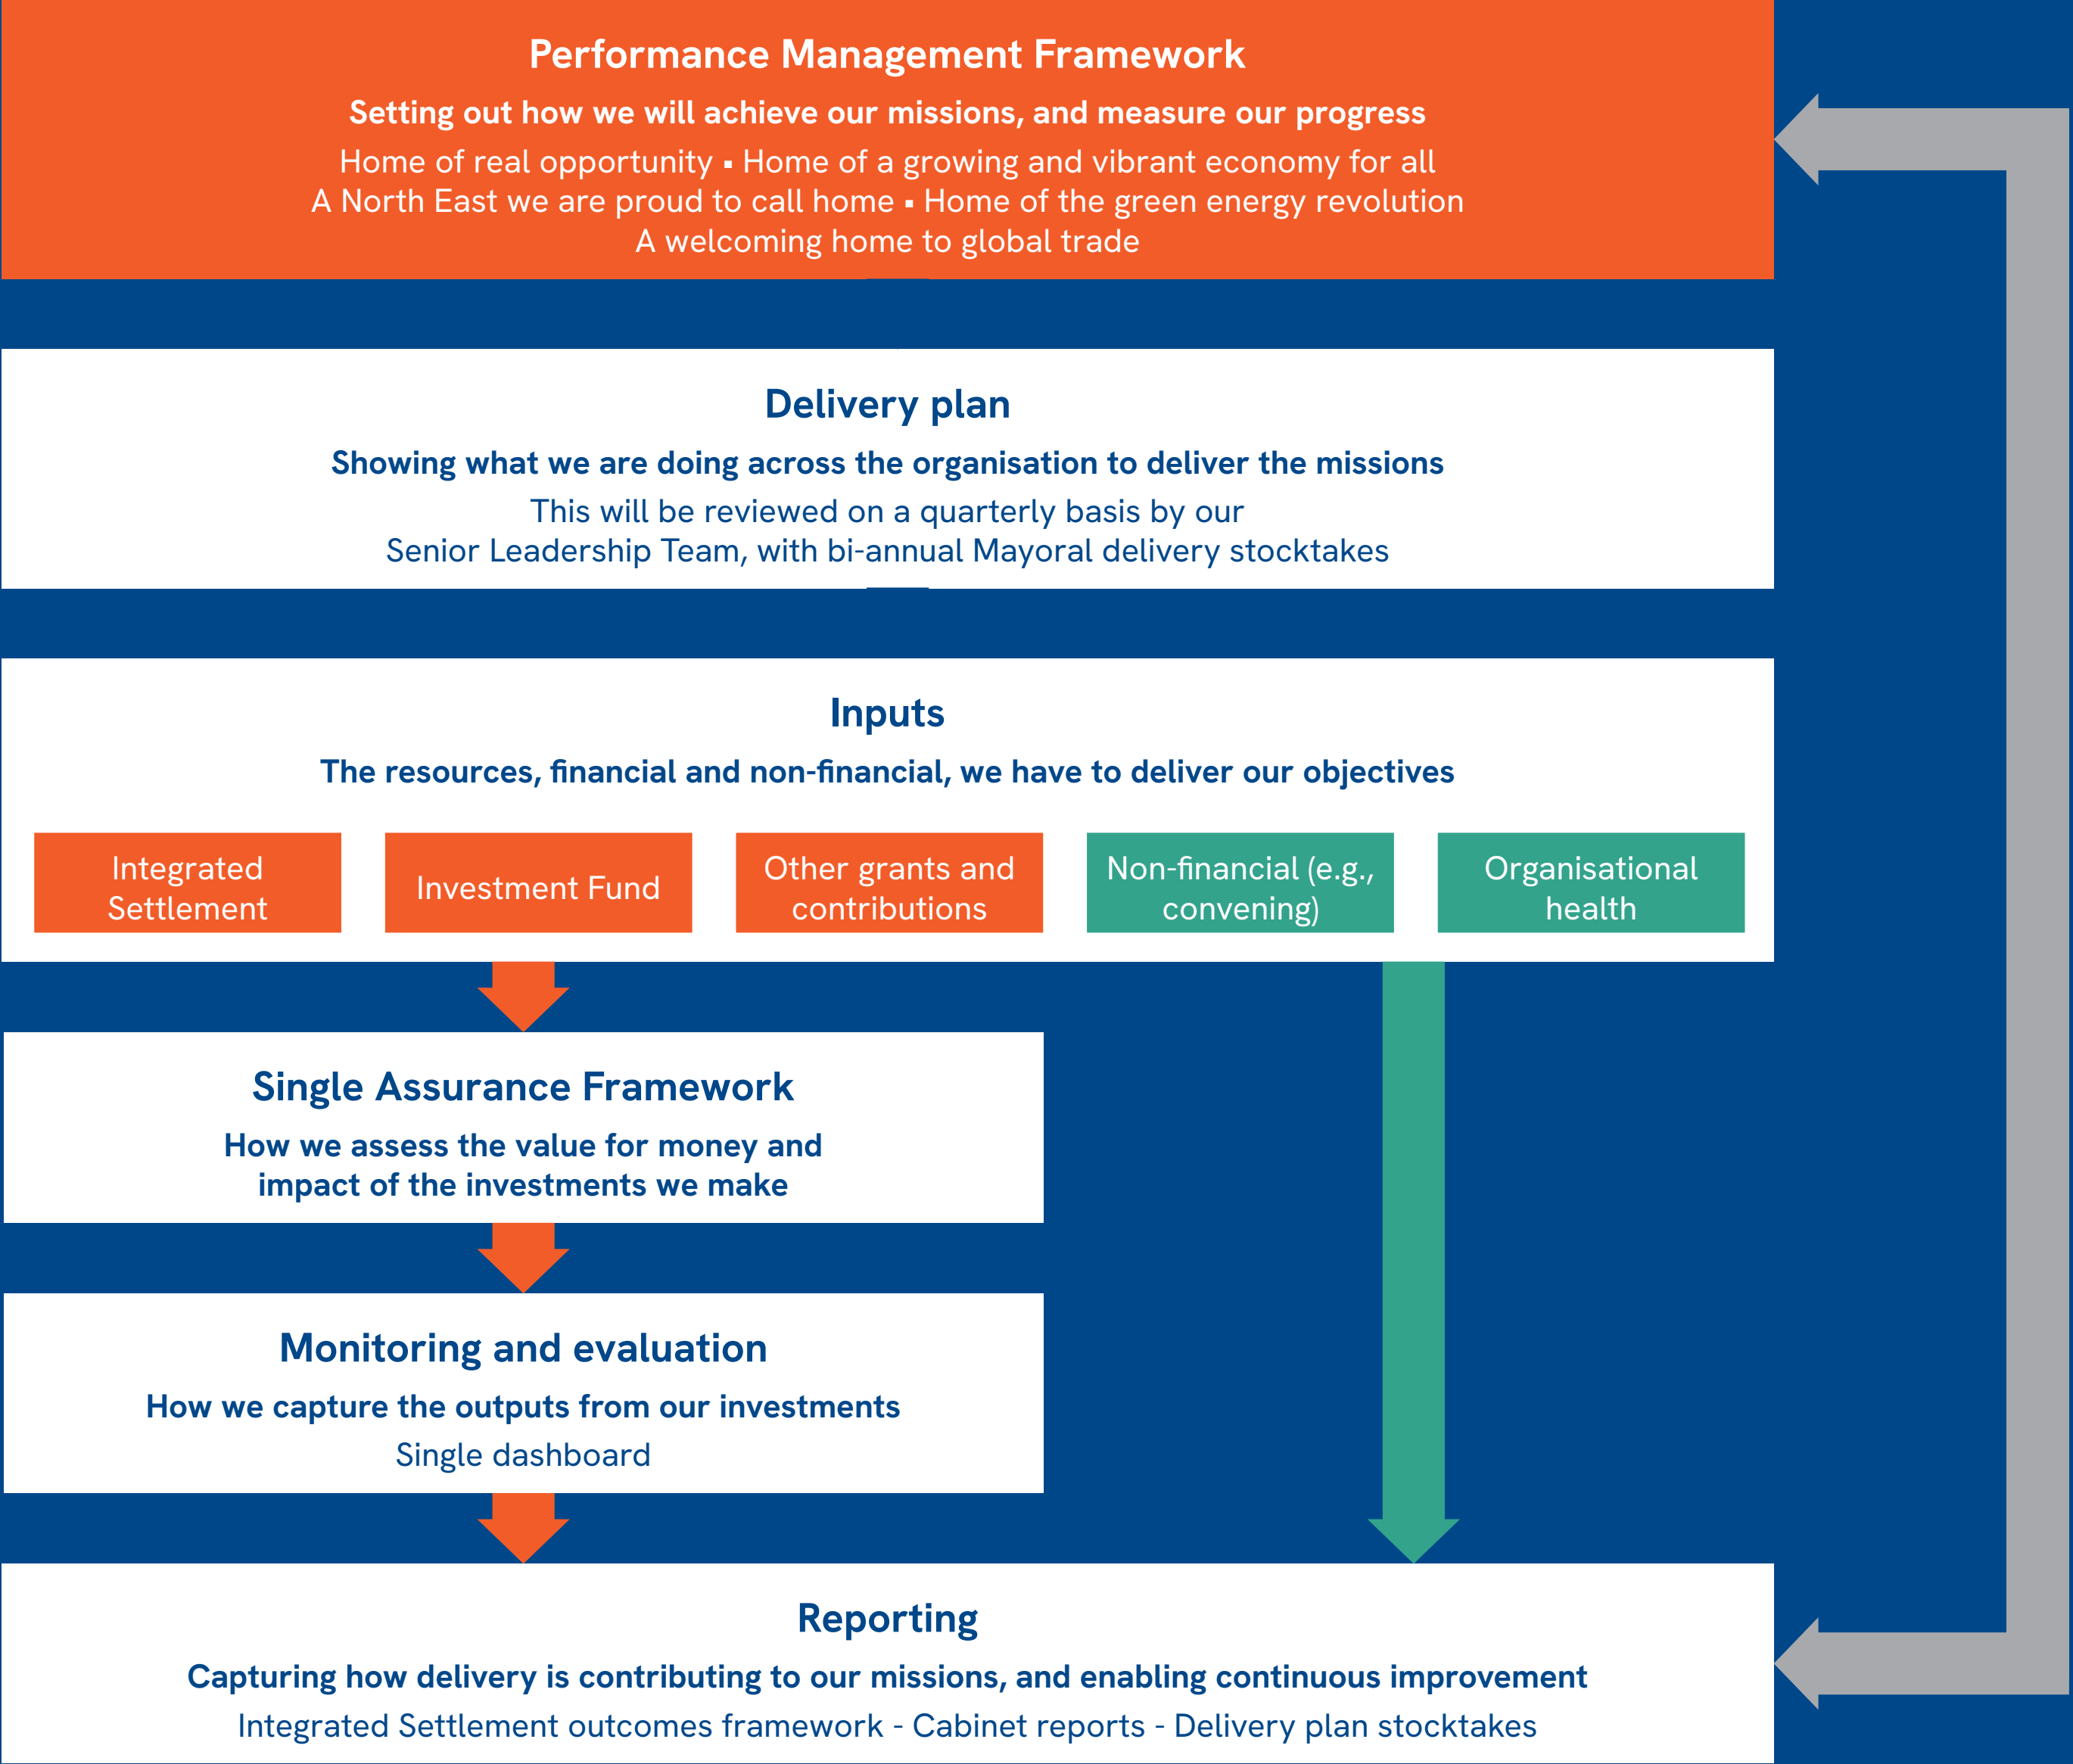 Performance Management Framework
Setting out how we will achieve our missions, and measure our progress
Home of real opportunity ▪ Home of a growing and vibrant economy for all
A North East we are proud to call home ▪ Home of the green energy revolution
A welcoming home to global trade
Delivery plan
Showing what we are doing across the organisation to deliver the missions
This will be reviewed on a quarterly basis by our
Senior Leadership Team, with bi-annual Mayoral delivery stocktakes
Inputs
The resources, financial and non-financial, we have to deliver our objectives
Integrated
Settlement
Investment Fund
Other grants and
contributions
Non-financial (e.g.,
convening)
Organisational
health
Single Assurance Framework
How we assess the value for money and
impact of the investments we make
Monitoring and evaluation
How we capture the outputs from our investments
Single dashboard
Reporting
Capturing how delivery is contributing to our missions, and enabling continuous improvement
Integrated Settlement outcomes framework - Cabinet reports - Delivery plan stocktakes